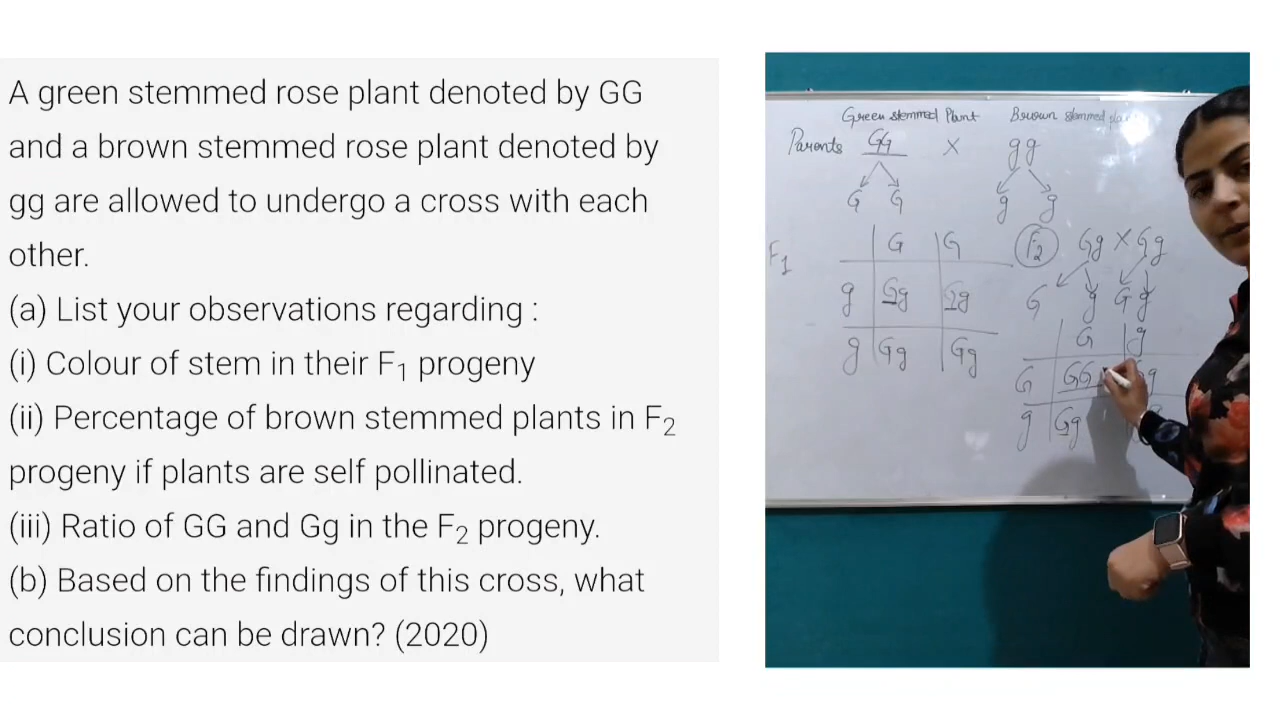 A green stemmed rose plant denoted by GG
and a brown stemmed rose plant denoted by
gg are allowed to undergo a cross with each
other.
(a) List your observations regarding :
(i) Colour of stem in their F₁ progeny
(ii) Percentage of brown stemmed plants in F₂
progeny if plants are self pollinated.
(iii) Ratio of GG and Gg in the F₂ progeny.
(b) Based on the findings of this cross, what
conclusion can be drawn? (2020)
Green stemmed Plant Brown stemmed
Parents GG X gg
G G g g
F₁ G G
g Gg Gg
g Gg Gg
F₂ Gg X Gg
G g G g
G g
G GG
g Gg